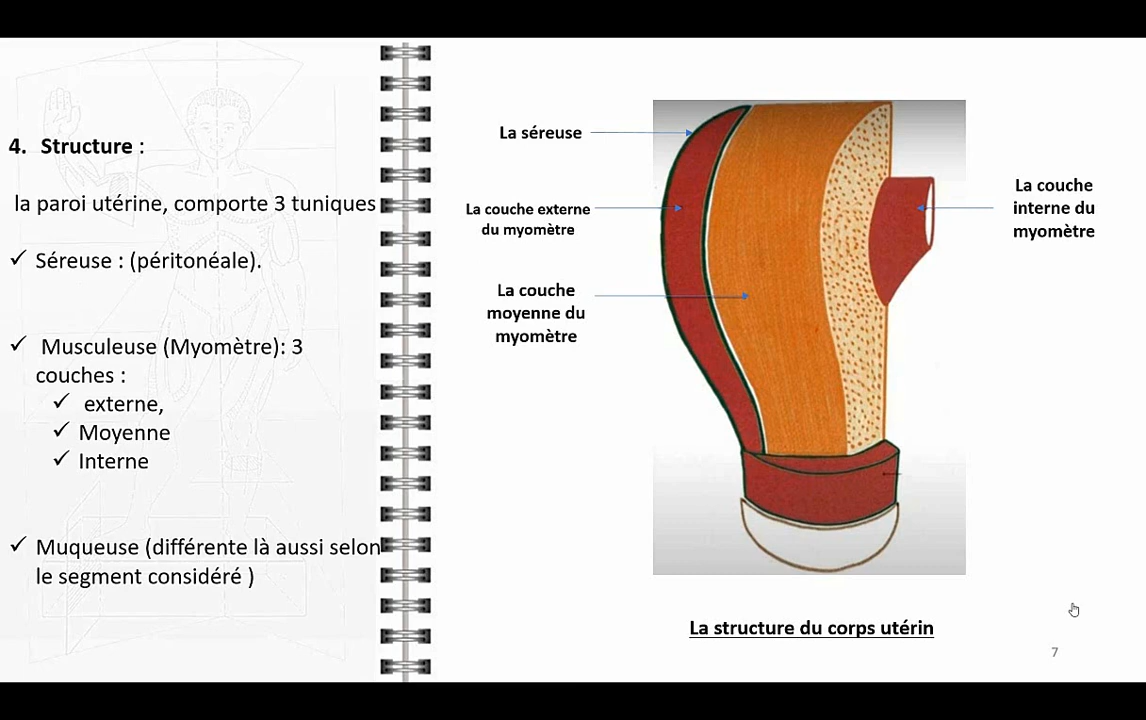 4. Structure :
la paroi utérine, comporte 3 tuniques
✓ Séreuse : (péritonéale).
✓ Musculeuse (Myomètre): 3
couches :
✓ externe,
✓ Moyenne
✓ Interne
✓ Muqueuse (différente là aussi selon
le segment considéré )
La séreuse
La couche externe
du myomètre
La couche
moyenne du
myomètre
La couche
interne du
myomètre
La structure du corps utérin
7